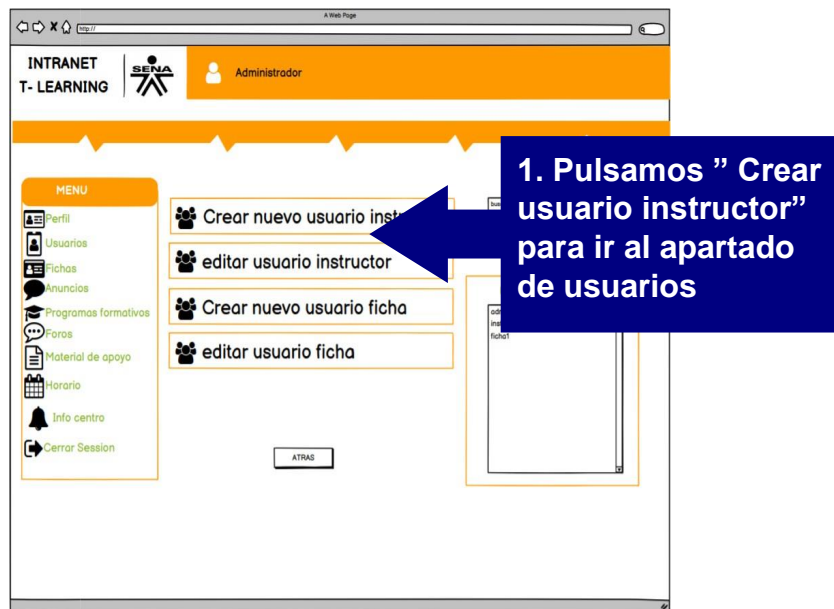 A Web Page
http://
INTRANET
T- LEARNING
SENA
Administrador
MENU
Perfil
Usuarios
Fichas
Anuncios
Programas formativos
Foros
Material de apoyo
Horario
Info centro
Cerrar Session
Crear nuevo usuario inst
editar usuario instructor
Crear nuevo usuario ficha
editar usuario ficha
ATRAS
1. Pulsamos ” Crear
usuario instructor”
para ir al apartado
de usuarios
ficha1